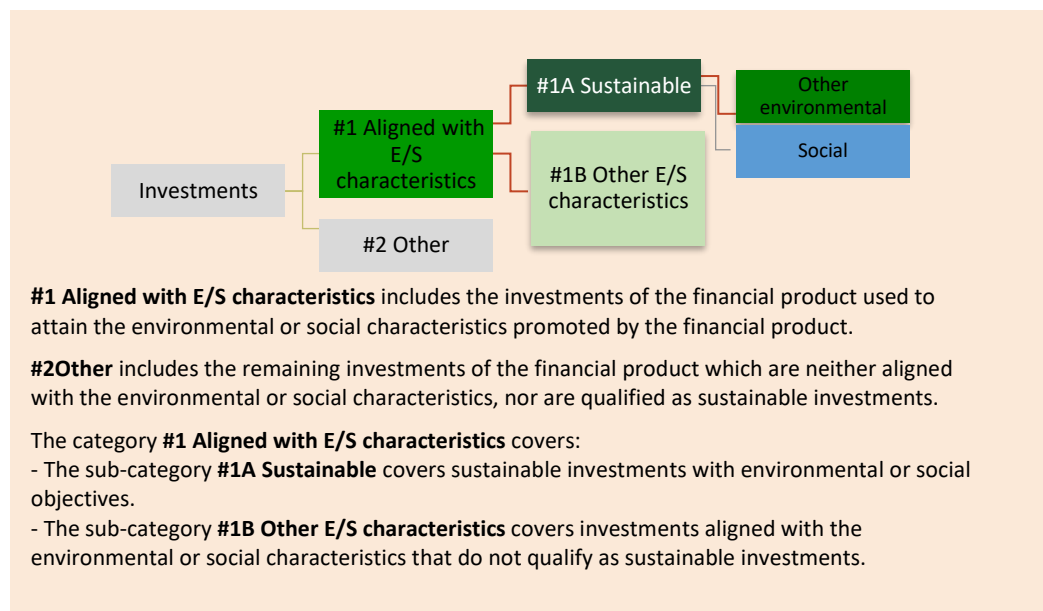 #1A Sustainable
Other
environmental
#1 Aligned with
E/S
characteristics
Social
#1B Other E/S
characteristics
Investments
#2 Other
#1 Aligned with E/S characteristics includes the investments of the financial product used to
attain the environmental or social characteristics promoted by the financial product.
#2Other includes the remaining investments of the financial product which are neither aligned
with the environmental or social characteristics, nor are qualified as sustainable investments.
The category #1 Aligned with E/S characteristics covers:
- The sub-category #1A Sustainable covers sustainable investments with environmental or social
objectives.
- The sub-category #1B Other E/S characteristics covers investments aligned with the
environmental or social characteristics that do not qualify as sustainable investments.